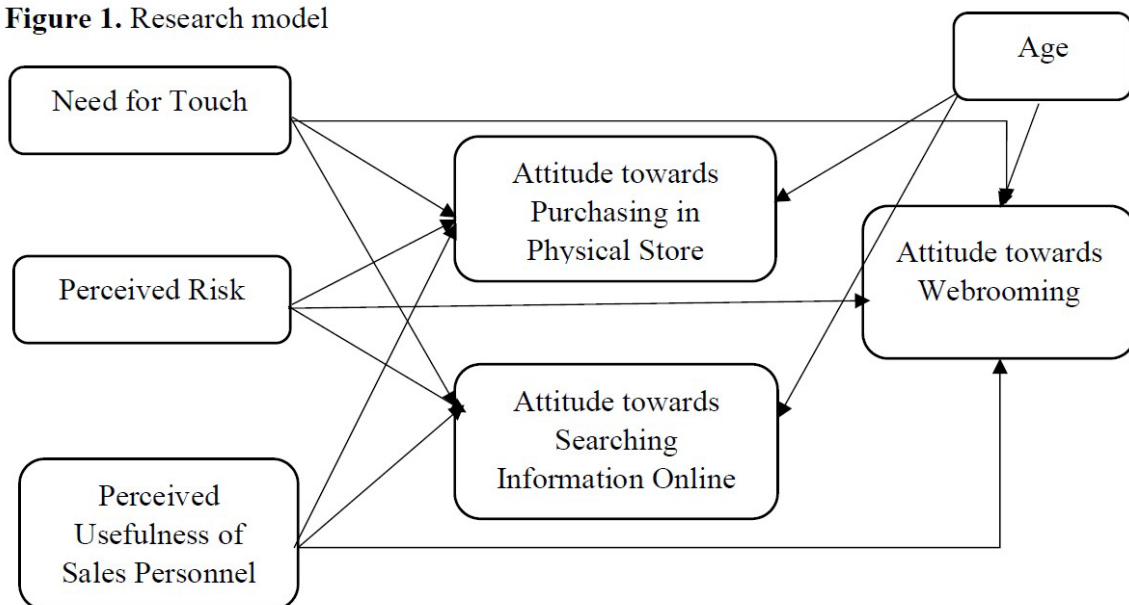 Figure 1. Research model
Age
Need for Touch
Attitude towards
Purchasing in
Physical Store
Attitude towards
Webrooming
Perceived Risk
Attitude towards
Searching
Information Online
Perceived
Usefulness of
Sales Personnel